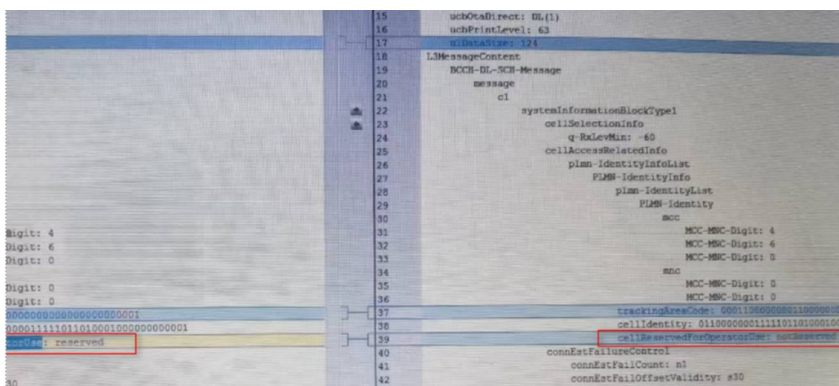 15 ucbOtaDirect: DL(1)
16 ucbPrintLevel: 63
17 ulDataSize: 124
18 L3MessageContent
19 BCCH-DL-SCH-Message
20 message
21 c1
22 systemInformationBlockType1
23 cellSelectionInfo
24 q-RxLevMin: -60
25 cellAccessRelatedInfo
26 plmn-IdentityInfoList
27 PLMN-IdentityInfo
28 plmn-IdentityList
29 PLMN-Identity
30 mcc
Digit: 4 31 MCC-MNC-Digit: 4
Digit: 6 32 MCC-MNC-Digit: 6
Digit: 0 33 MCC-MNC-Digit: 0
34 mnc
Digit: 0 35 MCC-MNC-Digit: 0
Digit: 0 36 MCC-MNC-Digit: 0
37 trackingAreaCode:
38 cellIdentity:
torUse: reserved 39 cellReservedForOperatorUse: notReserved
40 connEstFailureControl
41 connEstFailCount: n1
30 42 connEstFailOffsetValidity: s30